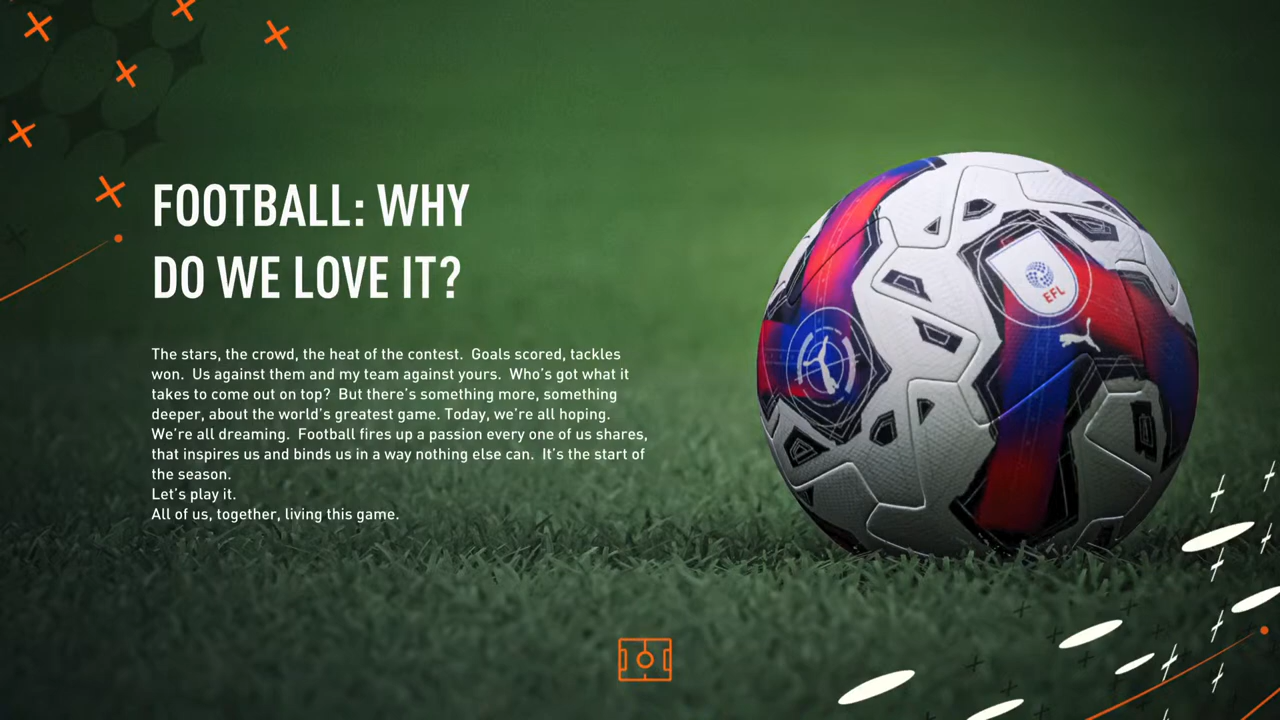 FOOTBALL: WHY
DO WE LOVE IT?
The stars, the crowd, the heat of the contest.  Goals scored, tackles
won.  Us against them and my team against yours.  Who's got what it
takes to come out on top?  But there's something more, something
deeper, about the world's greatest game. Today, we're all hoping.
We're all dreaming.  Football fires up a passion every one of us shares,
that inspires us and binds us in a way nothing else can.  It's the start of
the season.
Let's play it.
All of us, together, living this game.
EFL